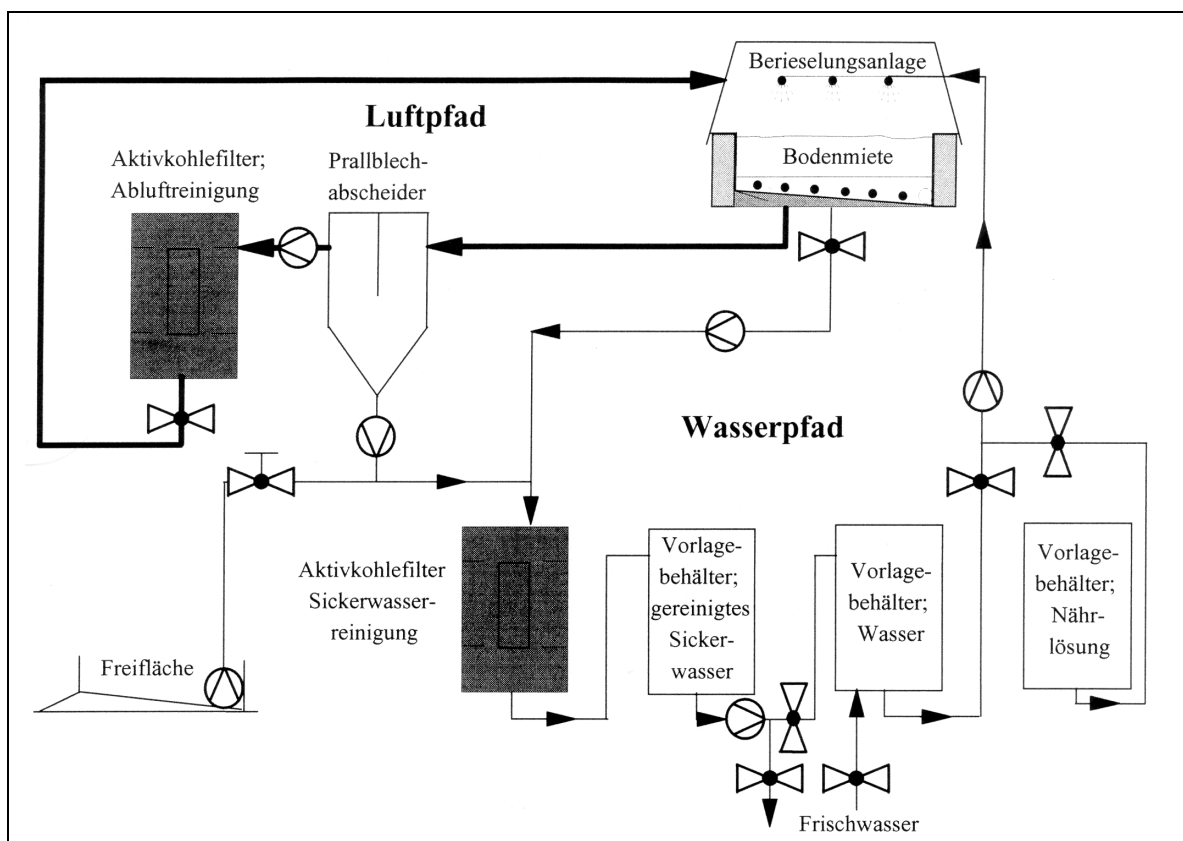 Berieselungsanlage
Luftpfad
Aktivkohlefilter;
Abluftreinigung
Prallblech-
abscheider
Bodenmiete
Wasserpfad
Aktivkohlefilter
Sickerwasser-
reinigung
Vorlage-
behälter;
gereinigtes
Sicker-
wasser
Vorlage-
behälter;
Wasser
Vorlage-
behälter;
Nähr-
lösung
Freifläche
Frischwasser